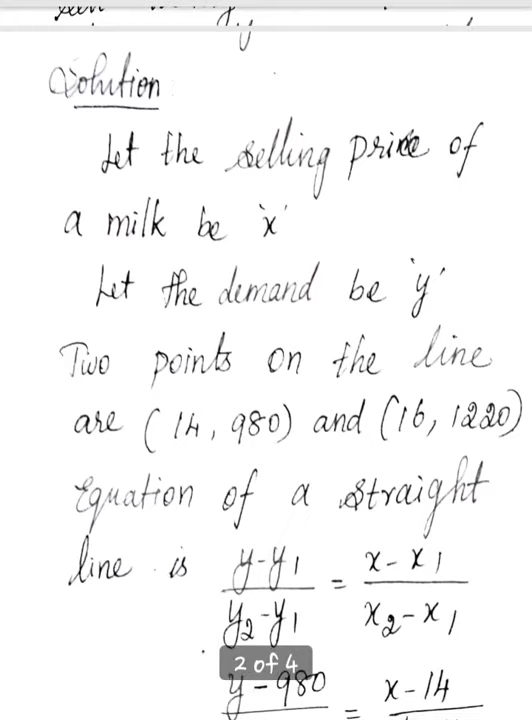 Solution
Let the selling price of
a milk be 'x'
Let the demand be 'y'
Two points on the line
are (14, 980) and (16, 1220)
Equation of a straight
line is y-y1 / y2-y1 = x-x1 / x2-x1
2 of 4
y-980 = x-14